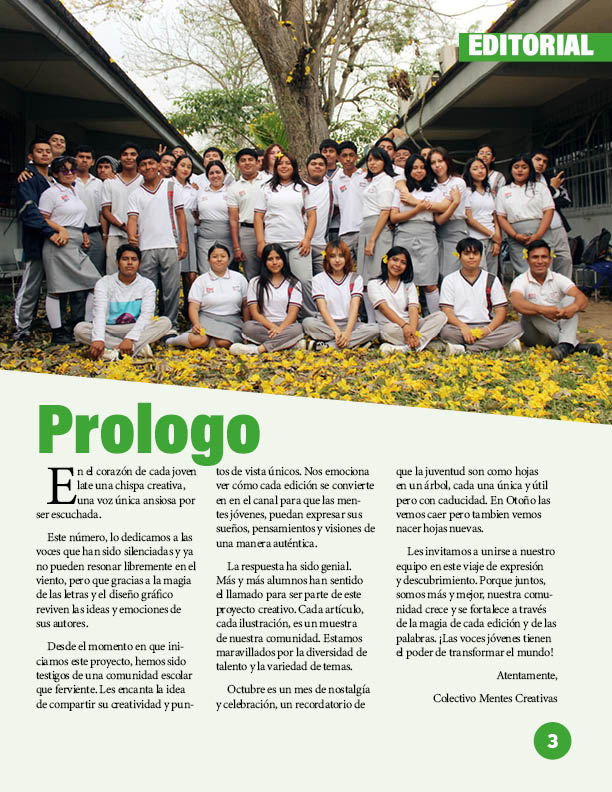 EDITORIAL
Prologo
En el corazón de cada joven
late una chispa creativa,
una voz única ansiosa por
ser escuchada.
Este número, lo dedicamos a las
voces que han sido silenciadas y ya
no pueden resonar libremente en el
viento, pero que gracias a la magia
de las letras y el diseño gráfico
reviven las ideas y emociones de
sus autores.
Desde el momento en que ini-
ciamos este proyecto, hemos sido
testigos de una comunidad escolar
que ferviente. Les encanta la idea
de compartir su creatividad y pun-
tos de vista únicos. Nos emociona
ver cómo cada edición se convierte
en en el canal para que las men-
tes jóvenes, puedan expresar sus
sueños, pensamientos y visiones de
una manera auténtica.
La respuesta ha sido genial.
Más y más alumnos han sentido
el llamado para ser parte de este
proyecto creativo. Cada artículo,
cada ilustración, es un muestra
de nuestra comunidad. Estamos
maravillados por la diversidad de
talento y la variedad de temas.
Octubre es un mes de nostalgía
y celebración, un recordatorio de
que la juventud son como hojas
en un árbol, cada una única y útil
pero con caducidad. En Otoño las
vemos caer pero tambien vemos
nacer hojas nuevas.
Les invitamos a unirse a nuestro
equipo en este viaje de expresión
y descubrimiento. Porque juntos,
somos más y mejor, nuestra comu-
nidad crece y se fortalece a través
de la magia de cada edición y de las
palabras. ¡Las voces jóvenes tienen
el poder de transformar el mundo!
Atentamente,
Colectivo Mentes Creativas
3